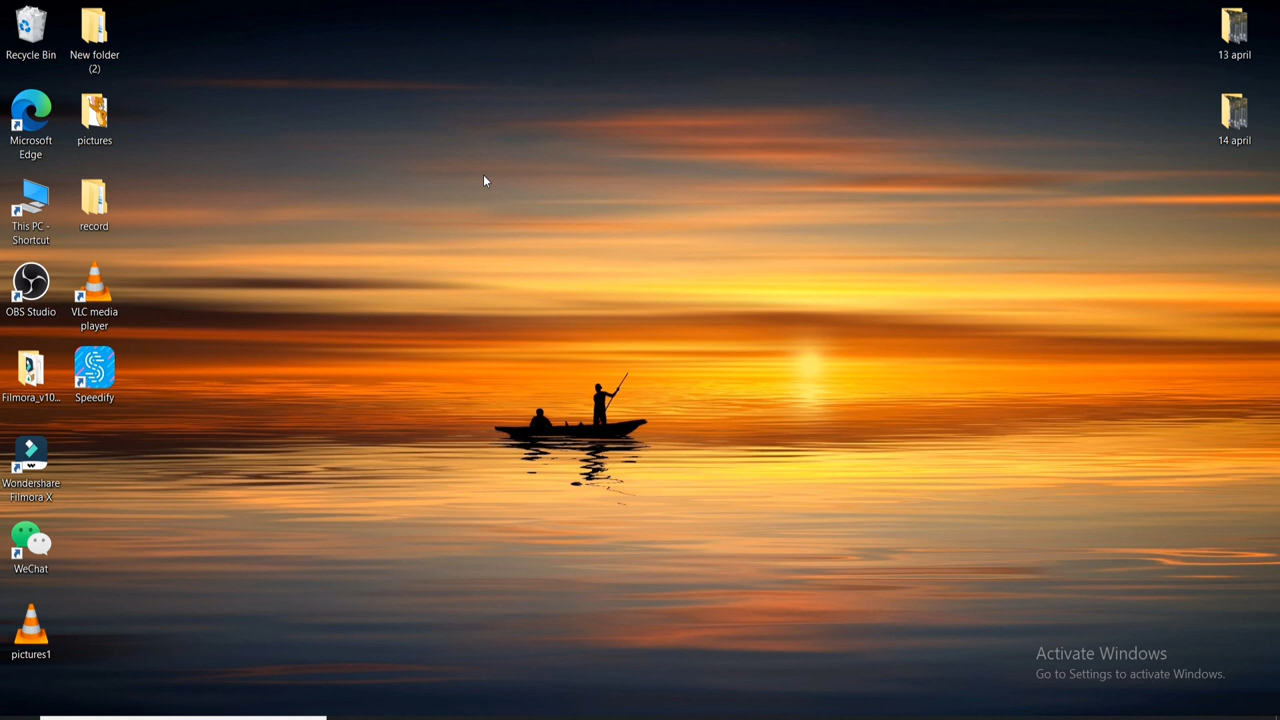 Recycle Bin
New folder
(2)
13 april
Microsoft
Edge
pictures
14 april
This PC -
Shortcut
record
OBS Studio
VLC media
player
Filmora_v10...
Speedify
Wondershare
Filmora X
WeChat
pictures1
Activate Windows
Go to Settings to activate Windows.